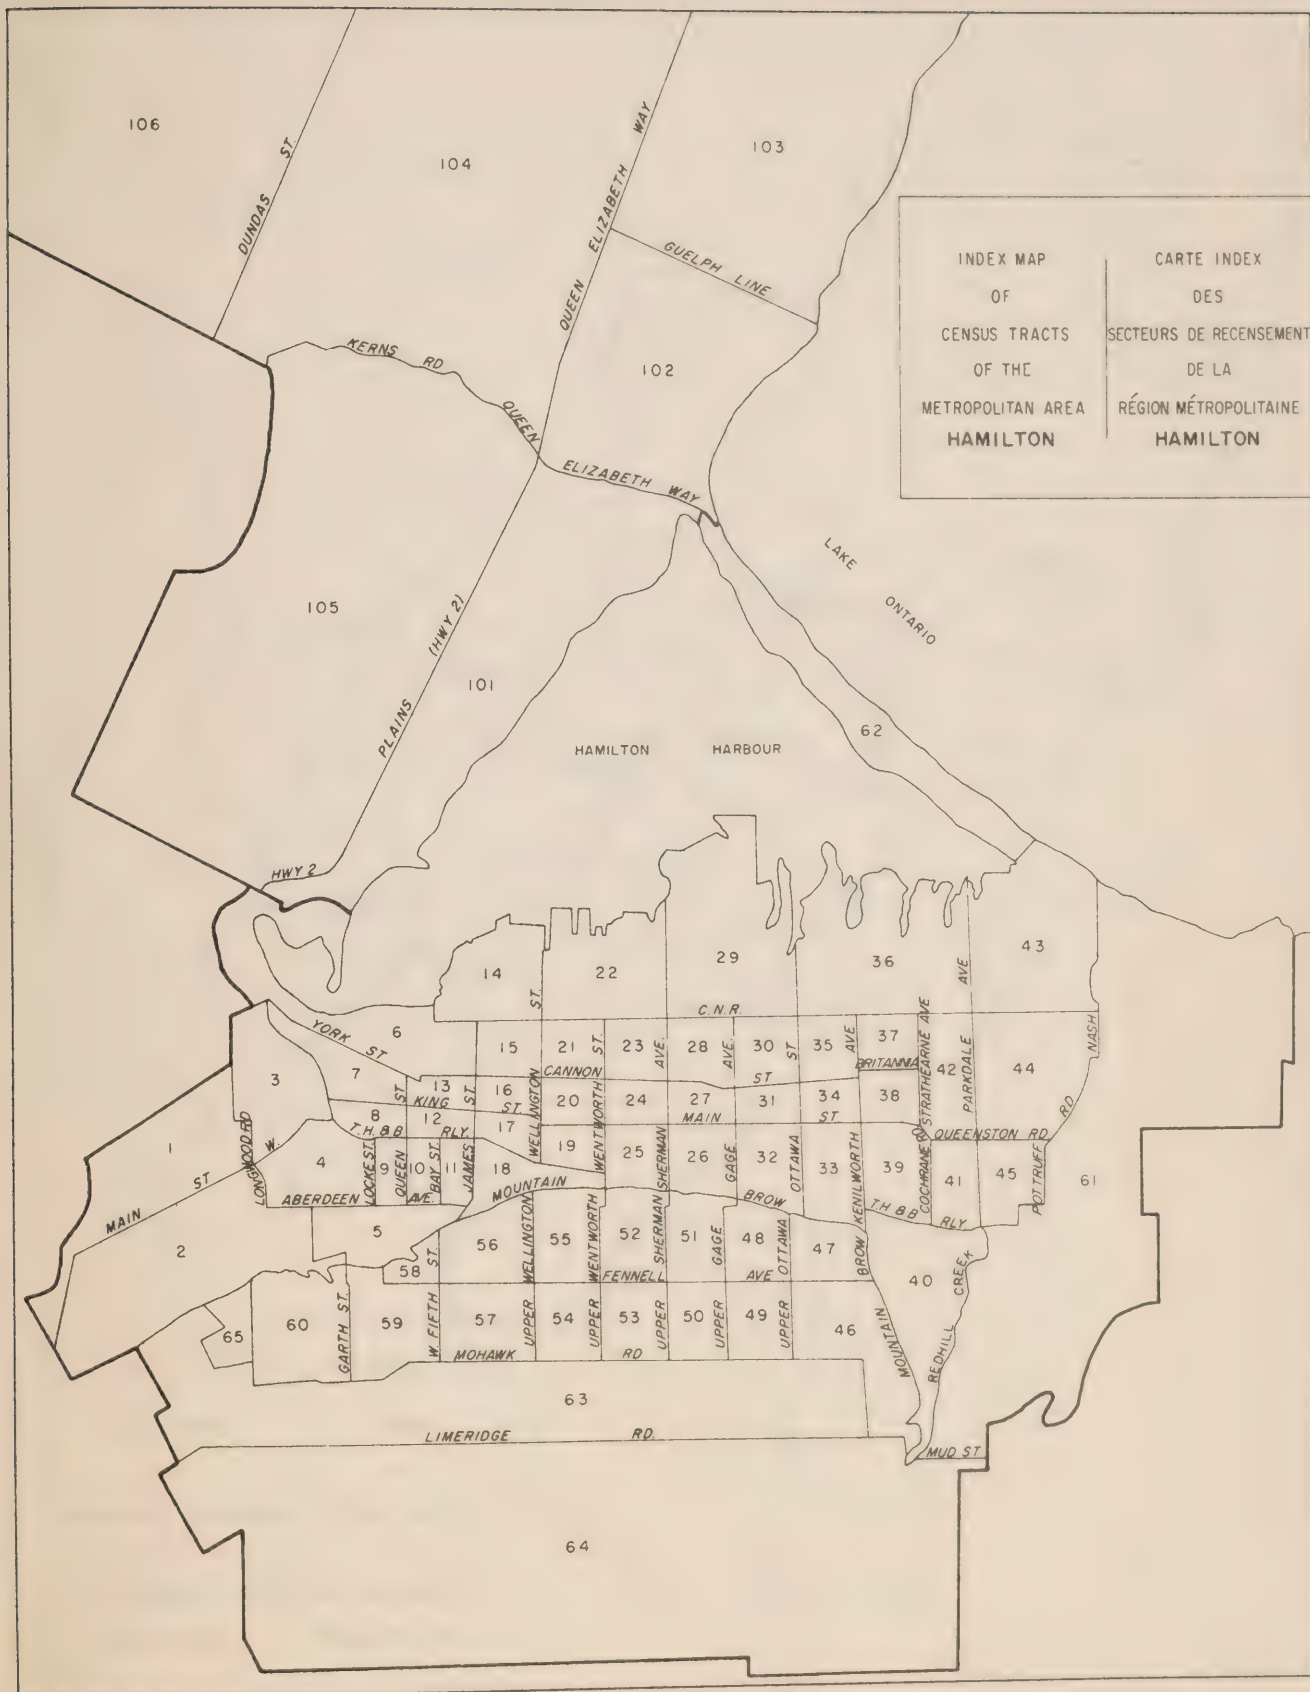 106
DUNDAS ST.
104
QUEEN ELIZABETH WAY
103
GUELPH LINE
INDEX MAP
OF
CENSUS TRACTS
OF THE
METROPOLITAN AREA
HAMILTON
CARTE INDEX
DES
SECTEURS DE RECENSEMENT
DE LA
RÉGION MÉTROPOLITAINE
HAMILTON
KERNS RD
102
QUEEN ELIZABETH WAY
LAKE ONTARIO
105
PLAINS (HWY 2)
101
62
HAMILTON HARBOUR
HWY 2
43
14
22
29
36
C.N.R.
YORK ST
6
15
21
23
28
30
35
37
BRITANNIA
42
44
NASH RD
CANNON ST
3
7
13
16
20
24
27
31
34
38
KING ST
MAIN ST
8
12
17
T.H.&B RLY.
QUEENSTON RD
1
MAIN ST W.
LONGWOOD RD
4
LOCKE ST.
9
QUEEN ST
10
BAY ST.
11
JAMES ST.
18
19
25
26
32
33
39
41
45
61
WELLINGTON ST.
WENTWORTH ST.
SHERMAN AVE.
GAGE AVE.
OTTAWA ST
KENILWORTH AVE
COCHRANE RD
STRATHEARNE AVE
PARKDALE AVE
POTTRUFF
ABERDEEN AVE.
MOUNTAIN BROW
T.H.&B RLY
2
5
58
56
55
52
51
48
47
40
FENNELL AVE
65
60
GARTH ST.
59
W. FIFTH ST.
57
54
53
50
49
46
UPPER WELLINGTON
UPPER WENTWORTH
UPPER SHERMAN
UPPER GAGE
UPPER OTTAWA
MOUNTAIN BROW
REDHILL CREEK
MOHAWK RD
63
LIMERIDGE RD.
MUD ST
64